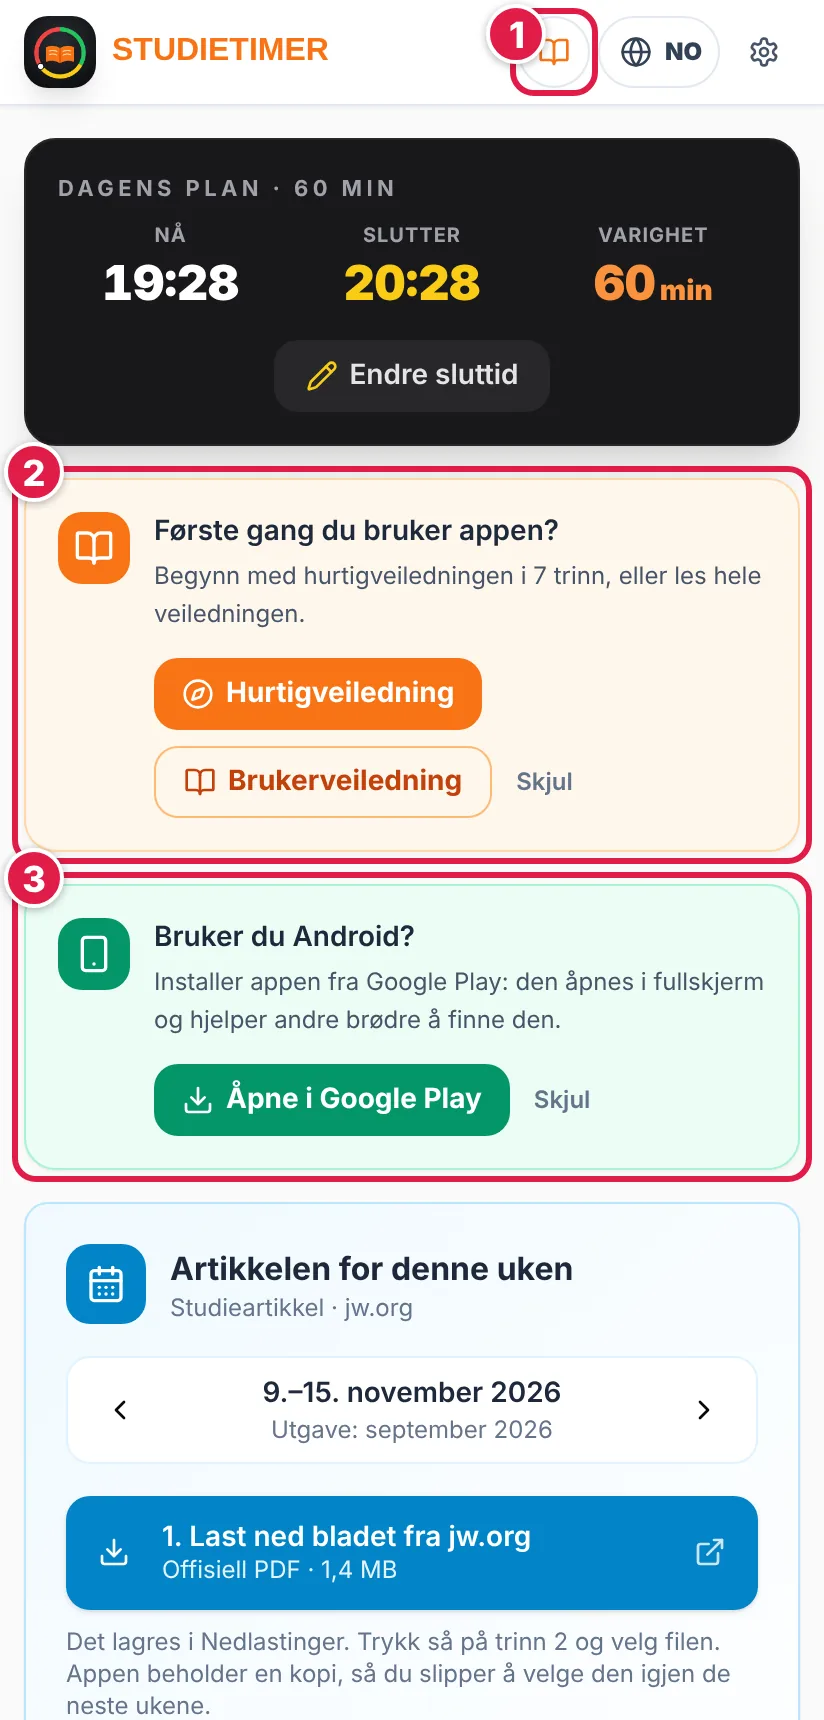 STUDIETIMER
1
NO
DAGENS PLAN · 60 MIN
NÅ
SLUTTER
VARIGHET
19:28
20:28
60 min
Endre sluttid
2
Første gang du bruker appen?
Begynn med hurtigveiledningen i 7 trinn, eller les hele
veiledningen.
Hurtigveiledning
Brukerveiledning
Skjul
3
Bruker du Android?
Installer appen fra Google Play: den åpnes i fullskjerm
og hjelper andre brødre å finne den.
Åpne i Google Play
Skjul
Artikkelen for denne uken
Studieartikkel · jw.org
9.–15. november 2026
Utgave: september 2026
1. Last ned bladet fra jw.org
Offisiell PDF · 1,4 MB
Det lagres i Nedlastinger. Trykk så på trinn 2 og velg filen.
Appen beholder en kopi, så du slipper å velge den igjen de
neste ukene.